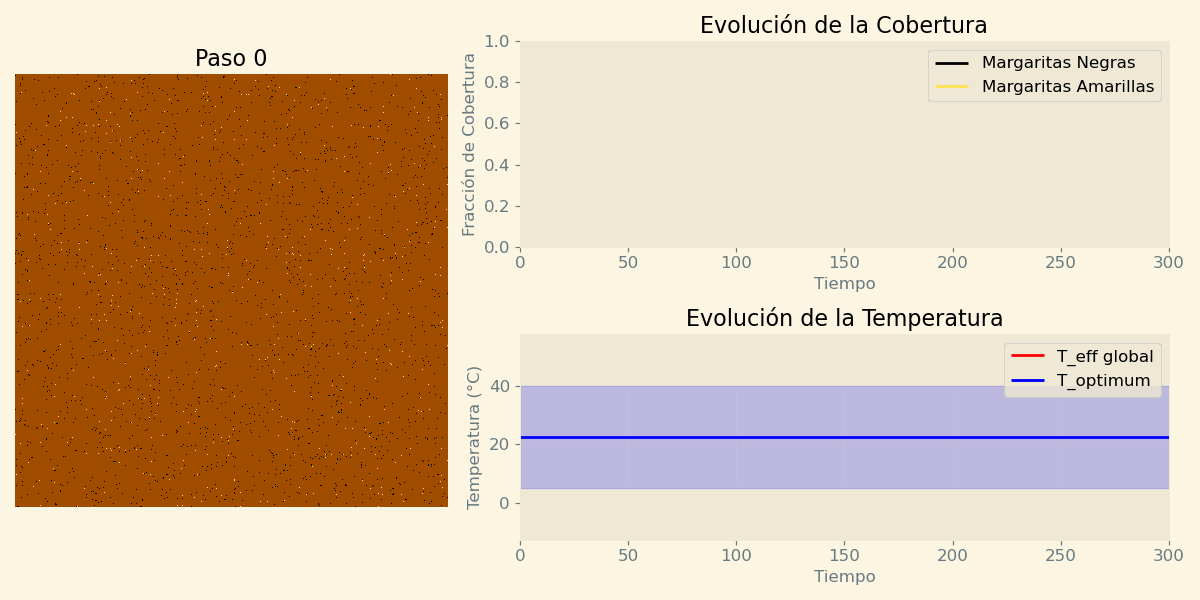 Paso 0
Evolución de la Cobertura
Fracción de Cobertura
1.0
0.8
0.6
0.4
0.2
0.0
Margaritas Negras
Margaritas Amarillas
0 50 100 150 200 250 300
Tiempo
Evolución de la Temperatura
Temperatura (°C)
40
20
0
T_eff global
T_optimum
0 50 100 150 200 250 300
Tiempo